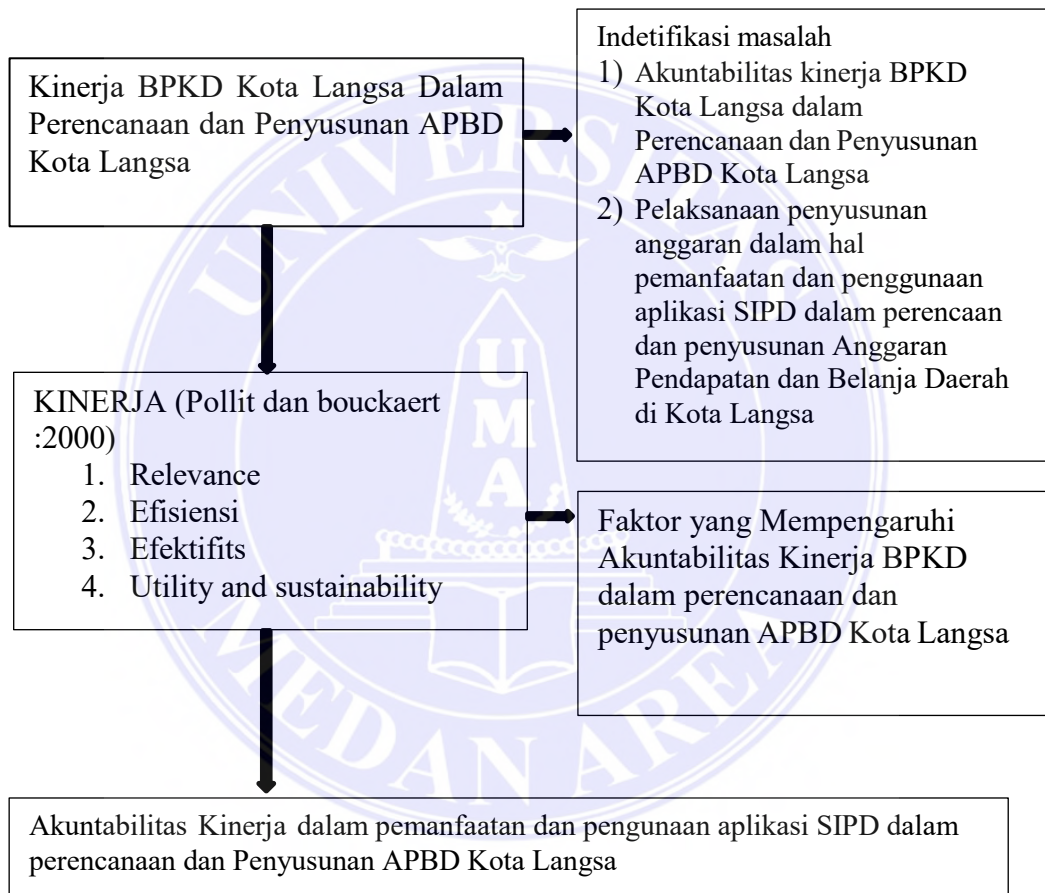 Kinerja BPKD Kota Langsa Dalam
Perencanaan dan Penyusunan APBD
Kota Langsa
Indetifikasi masalah
1) Akuntabilitas kinerja BPKD
Kota Langsa dalam
Perencanaan dan Penyusunan
APBD Kota Langsa
2) Pelaksanaan penyusunan
anggaran dalam hal
pemanfaatan dan penggunaan
aplikasi SIPD dalam perencaan
dan penyusunan Anggaran
Pendapatan dan Belanja Daerah
di Kota Langsa
KINERJA (Pollit dan bouckaert
:2000)
1. Relevance
2. Efisiensi
3. Efektifits
4. Utility and sustainability
Faktor yang Mempengaruhi
Akuntabilitas Kinerja BPKD
dalam perencanaan dan
penyusunan APBD Kota Langsa
Akuntabilitas Kinerja dalam pemanfaatan dan pengunaan aplikasi SIPD dalam
perencanaan dan Penyusunan APBD Kota Langsa
UNIVERSITAS
MEDAN AREA
UMA